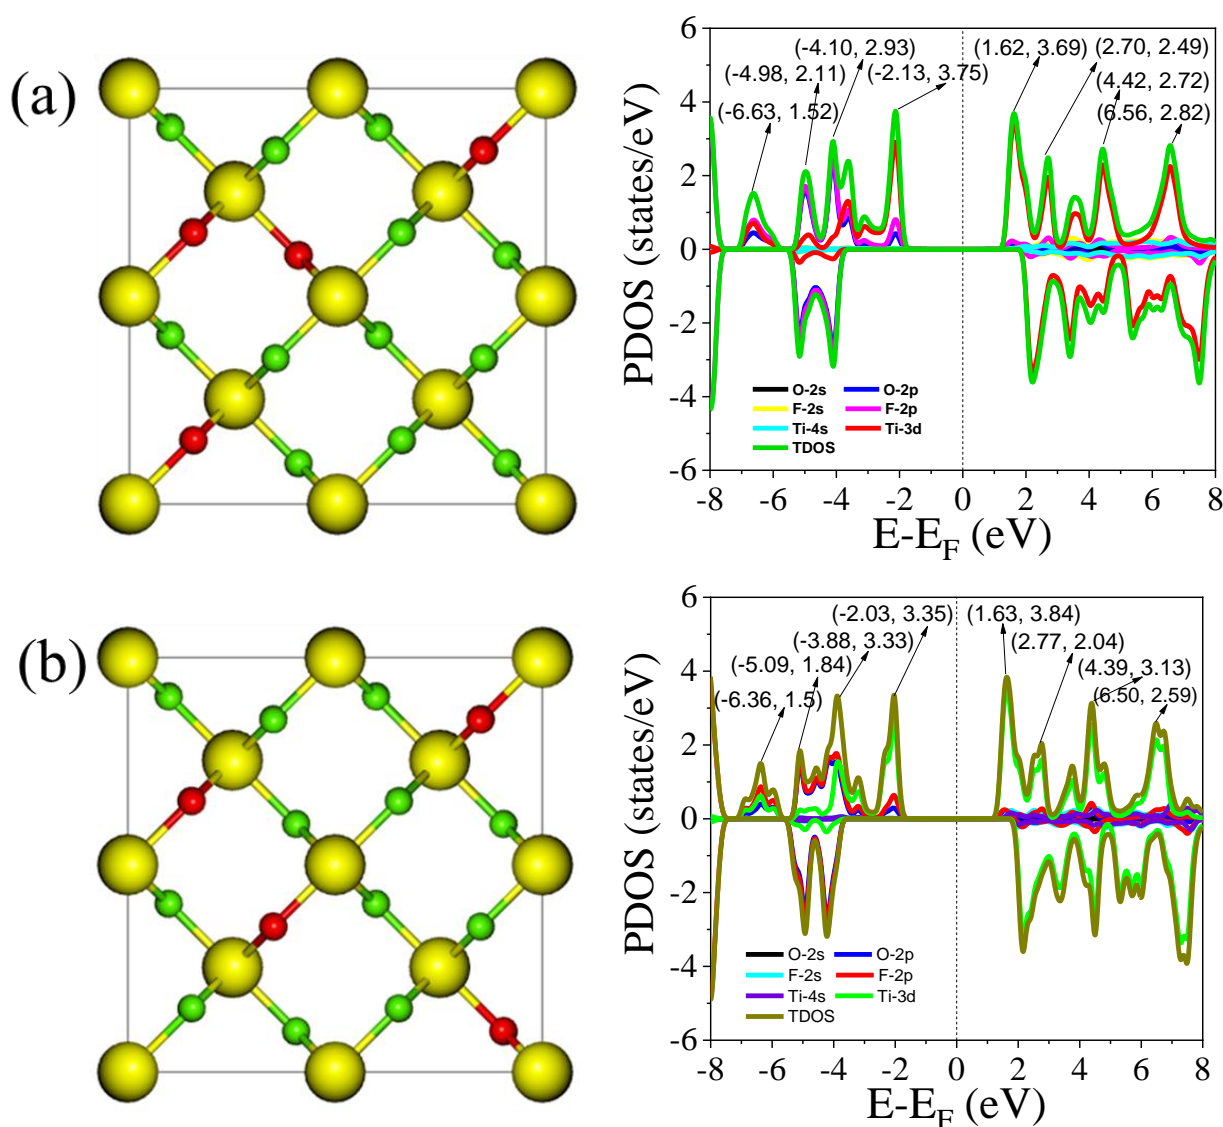 (a)
(-4.10, 2.93)
(1.62, 3.69)
(2.70, 2.49)
(-4.98, 2.11)
(-2.13, 3.75)
(4.42, 2.72)
(-6.63, 1.52)
(6.56, 2.82)
6
4
2
0
-2
-4
-6
PDOS (states/eV)
O-2s
O-2p
F-2s
F-2p
Ti-4s
Ti-3d
TDOS
-8 -6 -4 -2 0 2 4 6 8
E-E_F (eV)
(b)
(-2.03, 3.35)
(1.63, 3.84)
(-3.88, 3.33)
(2.77, 2.04)
(-5.09, 1.84)
(4.39, 3.13)
(-6.36, 1.5)
(6.50, 2.59)
6
4
2
0
-2
-4
-6
PDOS (states/eV)
O-2s
O-2p
F-2s
F-2p
Ti-4s
Ti-3d
TDOS
-8 -6 -4 -2 0 2 4 6 8
E-E_F (eV)